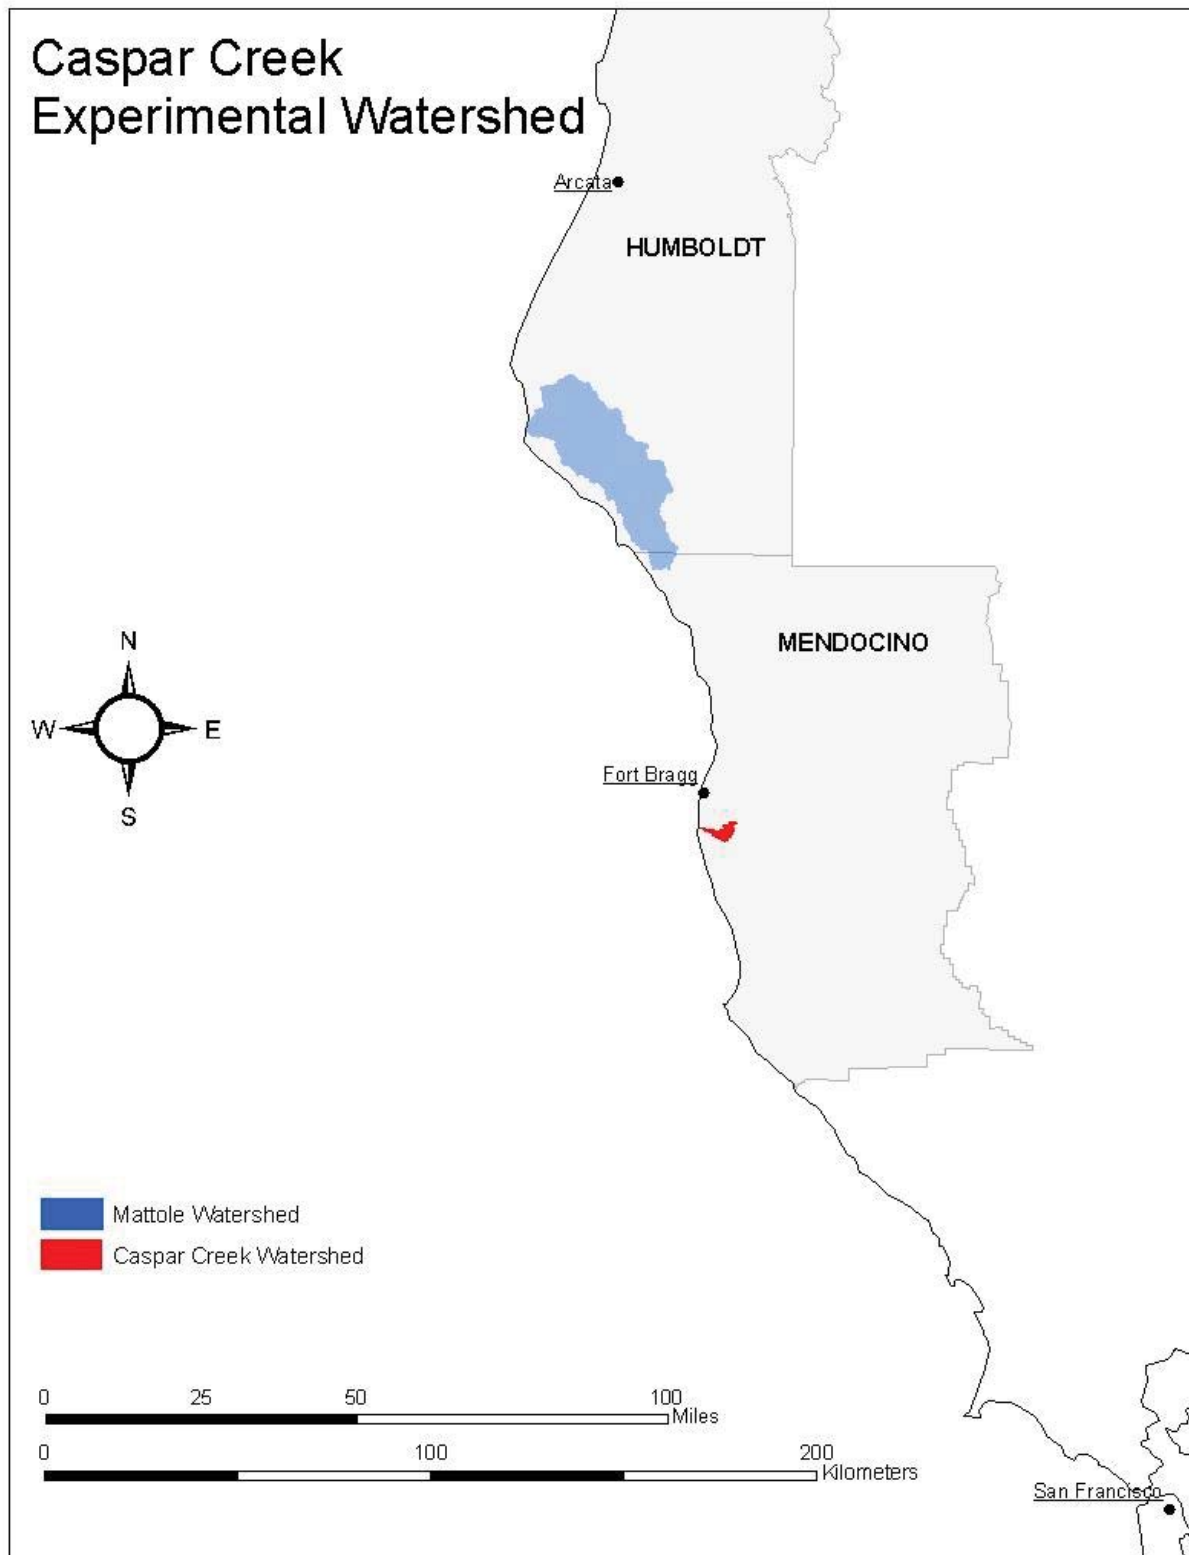 Caspar Creek
Experimental Watershed
Arcata
HUMBOLDT
N
W E
S
MENDOCINO
Fort Bragg
Mattole Watershed
Caspar Creek Watershed
0 25 50 100
Miles
0 100 200
Kilometers
San Francisco